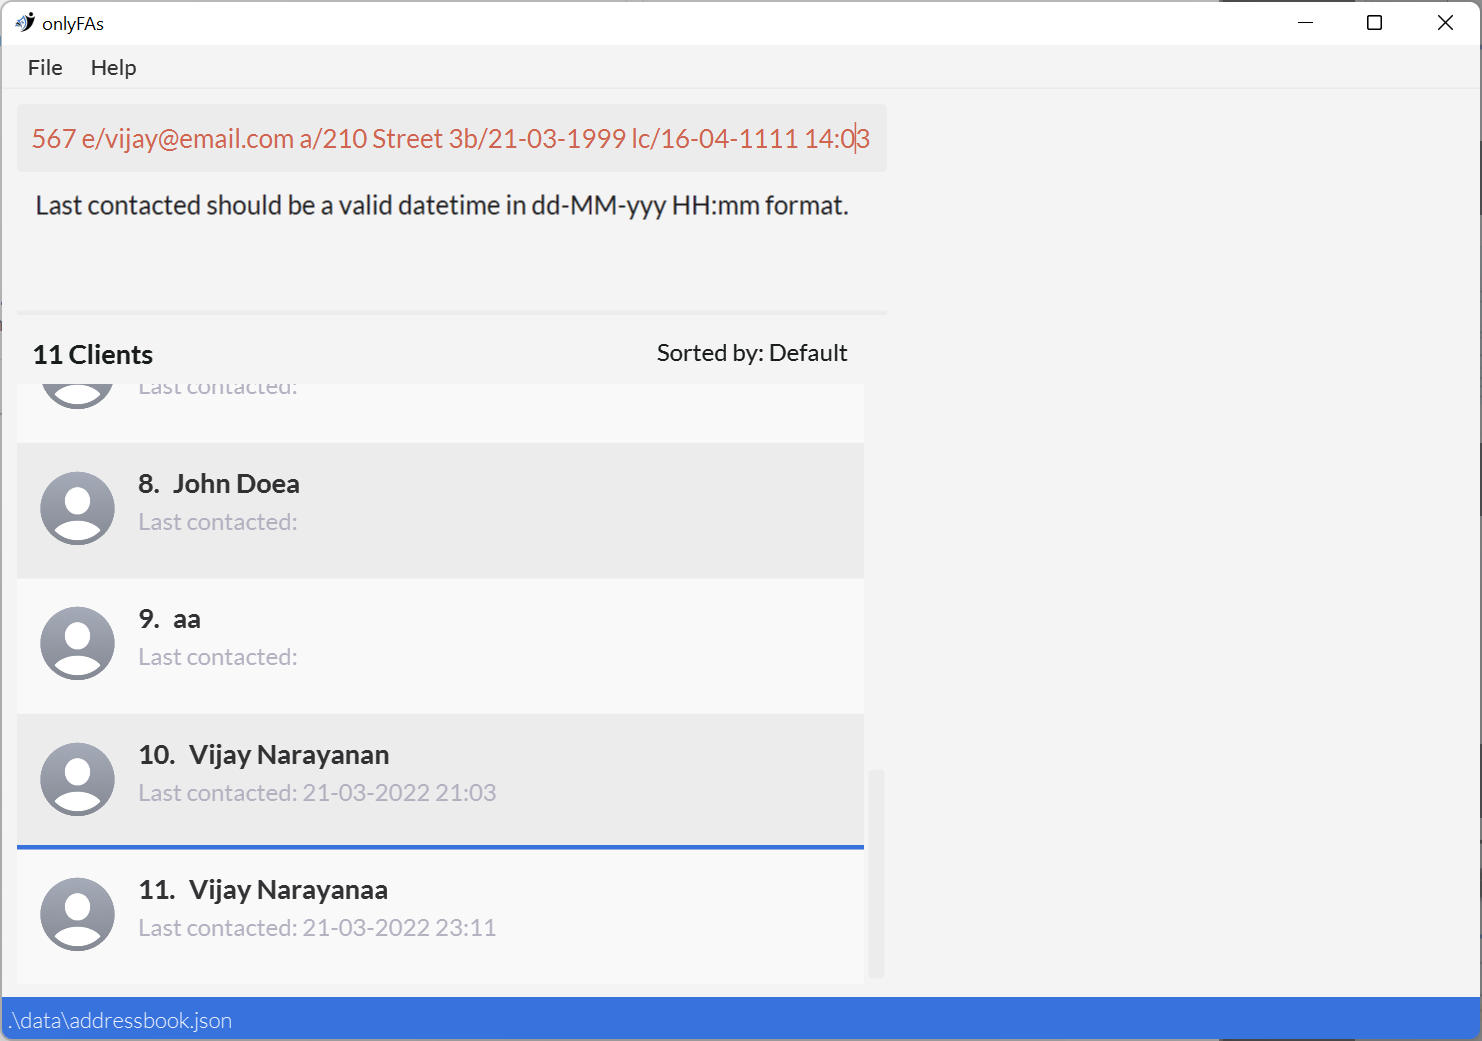 onlyFAs
File Help
567 e/vijay@email.com a/210 Street 3b/21-03-1999 lc/16-04-1111 14:03
Last contacted should be a valid datetime in dd-MM-yyy HH:mm format.
11 Clients Sorted by: Default
Last contacted:
8. John Doea
Last contacted:
9. aa
Last contacted:
10. Vijay Narayanan
Last contacted: 21-03-2022 21:03
11. Vijay Narayanaa
Last contacted: 21-03-2022 23:11
.\data\addressbook.json